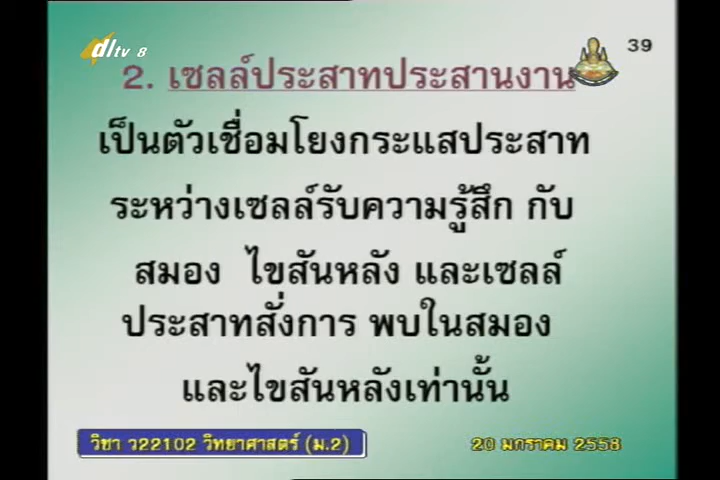 dltv 8
39
2. เซลล์ประสาทประสานงาน
เป็นตัวเชื่อมโยงกระแสประสาท
ระหว่างเซลล์รับความรู้สึก กับ
สมอง ไขสันหลัง และเซลล์
ประสาทสั่งการ พบในสมอง
และไขสันหลังเท่านั้น
วิชา ว22102 วิทยาศาสตร์ (ม.2)
20 มกราคม 2558